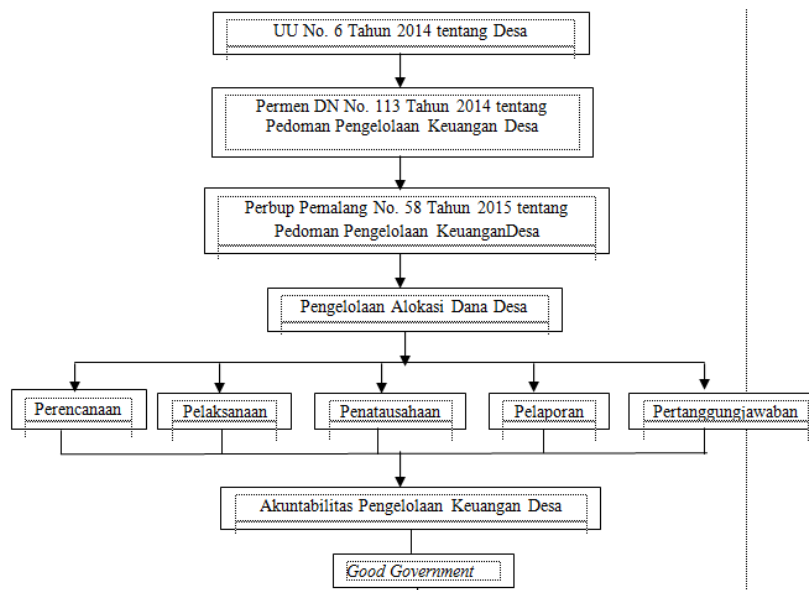 UU No. 6 Tahun 2014 tentang Desa
Permen DN No. 113 Tahun 2014 tentang
Pedoman Pengelolaan Keuangan Desa
Perbup Pemalang No. 58 Tahun 2015 tentang
Pedoman Pengelolaan KeuanganDesa
Pengelolaan Alokasi Dana Desa
Perencanaan
Pelaksanaan
Penatausahaan
Pelaporan
Pertanggungjawaban
Akuntabilitas Pengelolaan Keuangan Desa
Good Government